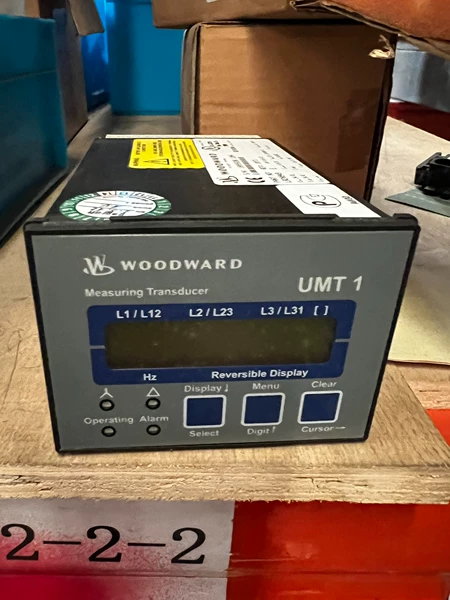 WOODWARD
WOODWARD
UMT 1
Measuring Transducer
L1 / L12 L2 / L23 L3 / L31 [ ]
Hz Reversible Display
Display↓ Menu Clear
Operating Alarm
Select Digit↑ Cursor→
2-2-2